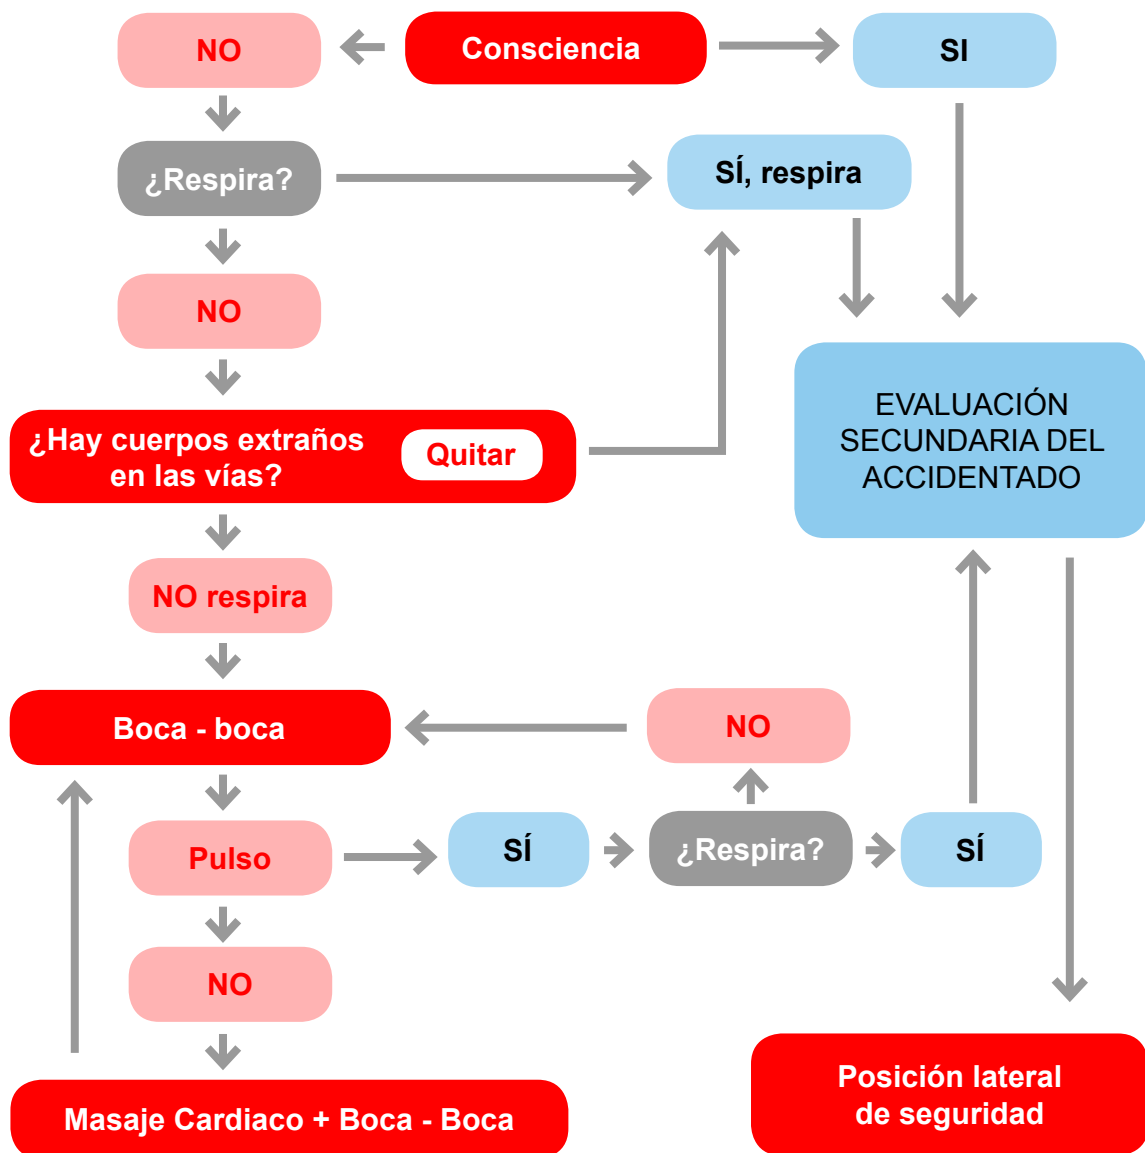 NO
Consciencia
SI
¿Respira?
SÍ, respira
NO
¿Hay cuerpos extraños
en las vías?
Quitar
EVALUACIÓN
SECUNDARIA DEL
ACCIDENTADO
NO respira
Boca - boca
NO
Pulso
SÍ
¿Respira?
SÍ
NO
Masaje Cardiaco + Boca - Boca
Posición lateral
de seguridad